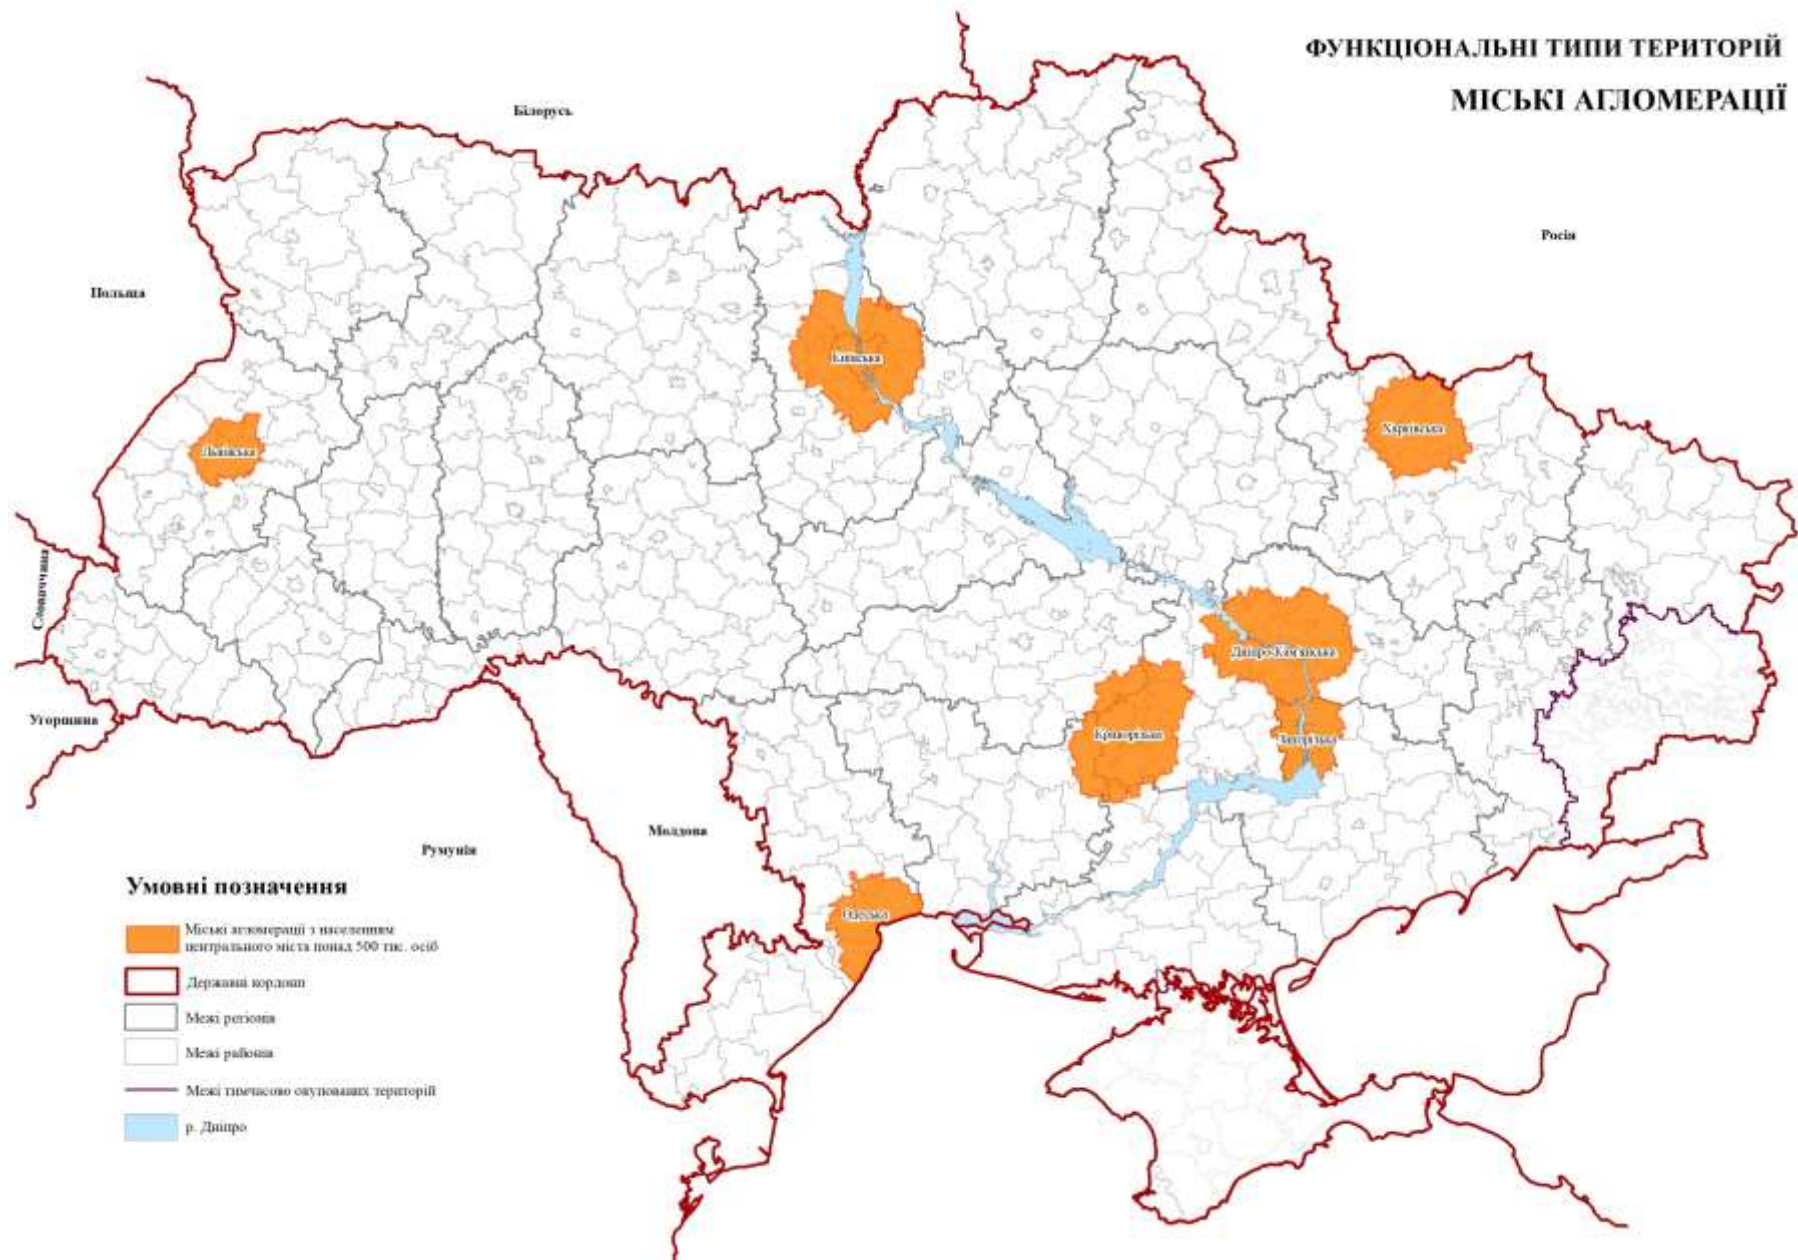 ФУНКЦІОНАЛЬНІ ТИПИ ТЕРИТОРІЙ
МІСЬКІ АГЛОМЕРАЦІЇ
Білорусь
Росія
Польща
Київська
Харківська
Львівська
Словаччина
Дніпро-Кам'янська
Угорщина
Криворізька
Запорізька
Молдова
Румунія
Одеська
Умовні позначення
Міські агломерації з населенням
центрального міста понад 500 тис. осіб
Державні кордони
Межі регіонів
Межі районів
Межі тимчасово окупованих територій
р. Дніпро